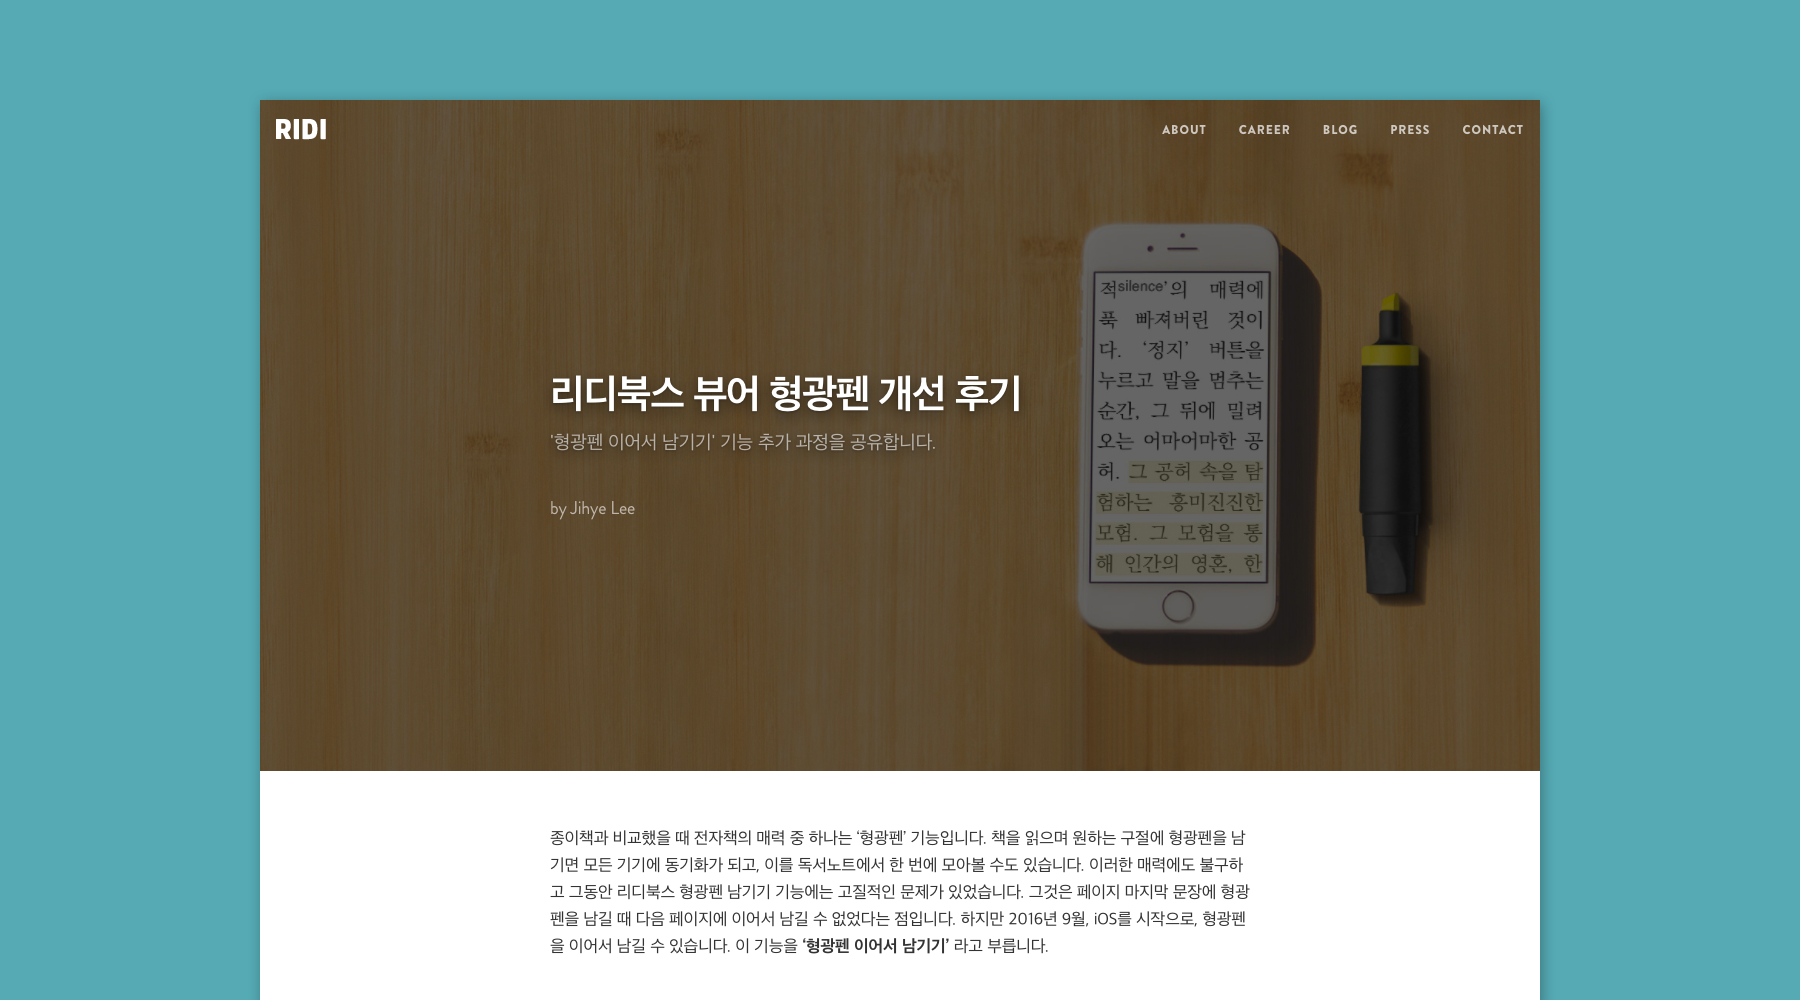 RIDI
ABOUT CAREER BLOG PRESS CONTACT
적silence’의 매력에
푹 빠져버린 것이
다. ‘정지’ 버튼을
누르고 말을 멈추는
순간, 그 뒤에 밀려
오는 어마어마한 공
허. 그 공허 속을 탐
험하는 흥미진진한
모험. 그 모험을 통
해 인간의 영혼, 한
리디북스 뷰어 형광펜 개선 후기
'형광펜 이어서 남기기' 기능 추가 과정을 공유합니다.
by Jihye Lee
종이책과 비교했을 때 전자책의 매력 중 하나는 ‘형광펜’ 기능입니다. 책을 읽으며 원하는 구절에 형광펜을 남
기면 모든 기기에 동기화가 되고, 이를 독서노트에서 한 번에 모아볼 수도 있습니다. 이러한 매력에도 불구하
고 그동안 리디북스 형광펜 남기기 기능에는 고질적인 문제가 있었습니다. 그것은 페이지 마지막 문장에 형광
펜을 남길 때 다음 페이지에 이어서 남길 수 없었다는 점입니다. 하지만 2016년 9월, iOS를 시작으로, 형광펜
을 이어서 남길 수 있습니다. 이 기능을 ‘형광펜 이어서 남기기’ 라고 부릅니다.